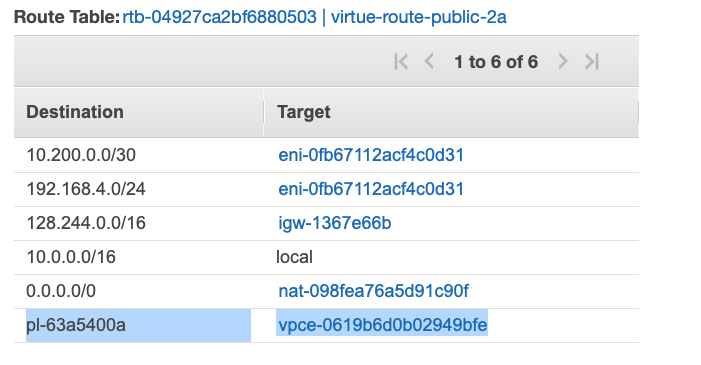 Route Table: rtb-04927ca2bf6880503 | virtue-route-public-2a
1 to 6 of 6
Destination Target
10.200.0.0/30 eni-0fb67112acf4c0d31
192.168.4.0/24 eni-0fb67112acf4c0d31
128.244.0.0/16 igw-1367e66b
10.0.0.0/16 local
0.0.0.0/0 nat-098fea76a5d91c90f
pl-63a5400a vpce-0619b6d0b02949bfe